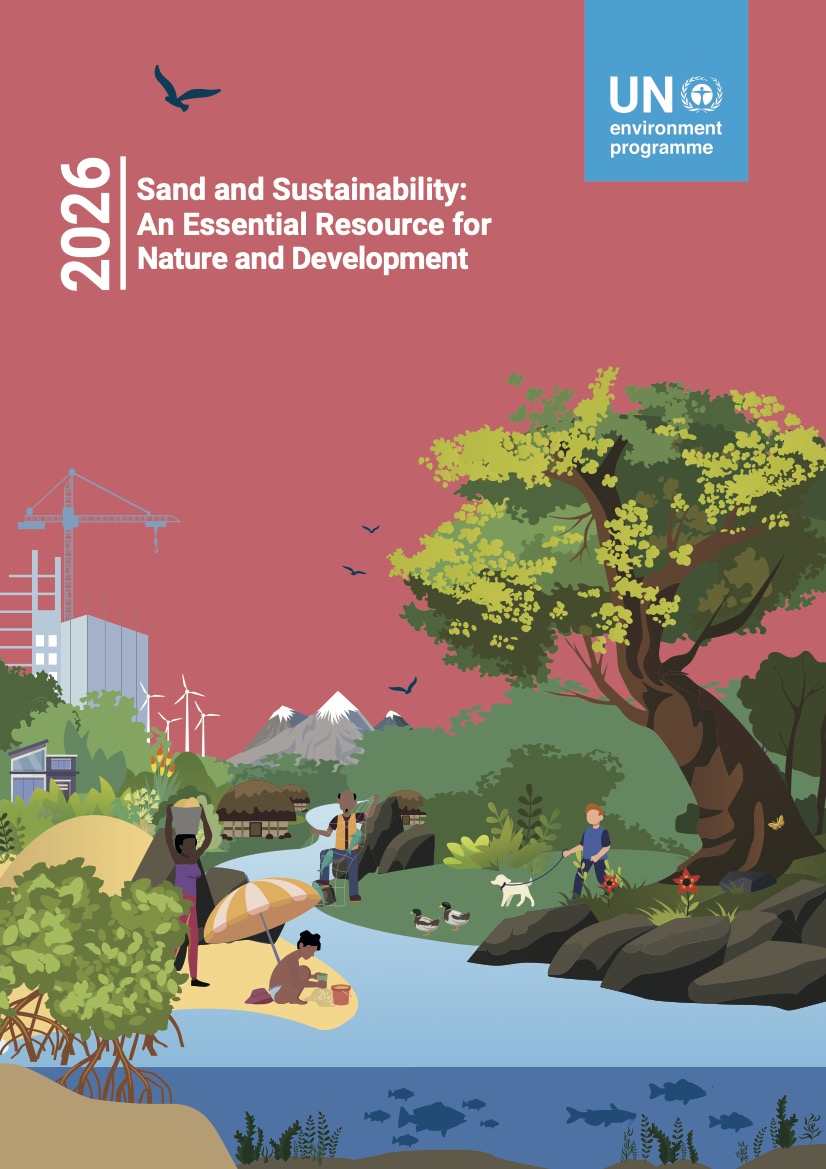 UN
environment
programme
2026
Sand and Sustainability:
An Essential Resource for
Nature and Development